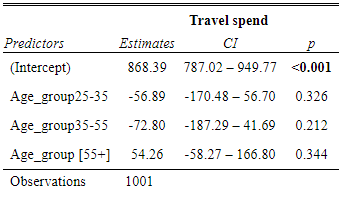 Travel spend
Predictors Estimates CI p
(Intercept) 868.39 787.02 – 949.77 <0.001
Age_group25-35 -56.89 -170.48 – 56.70 0.326
Age_group35-55 -72.80 -187.29 – 41.69 0.212
Age_group [55+] 54.26 -58.27 – 166.80 0.344
Observations 1001